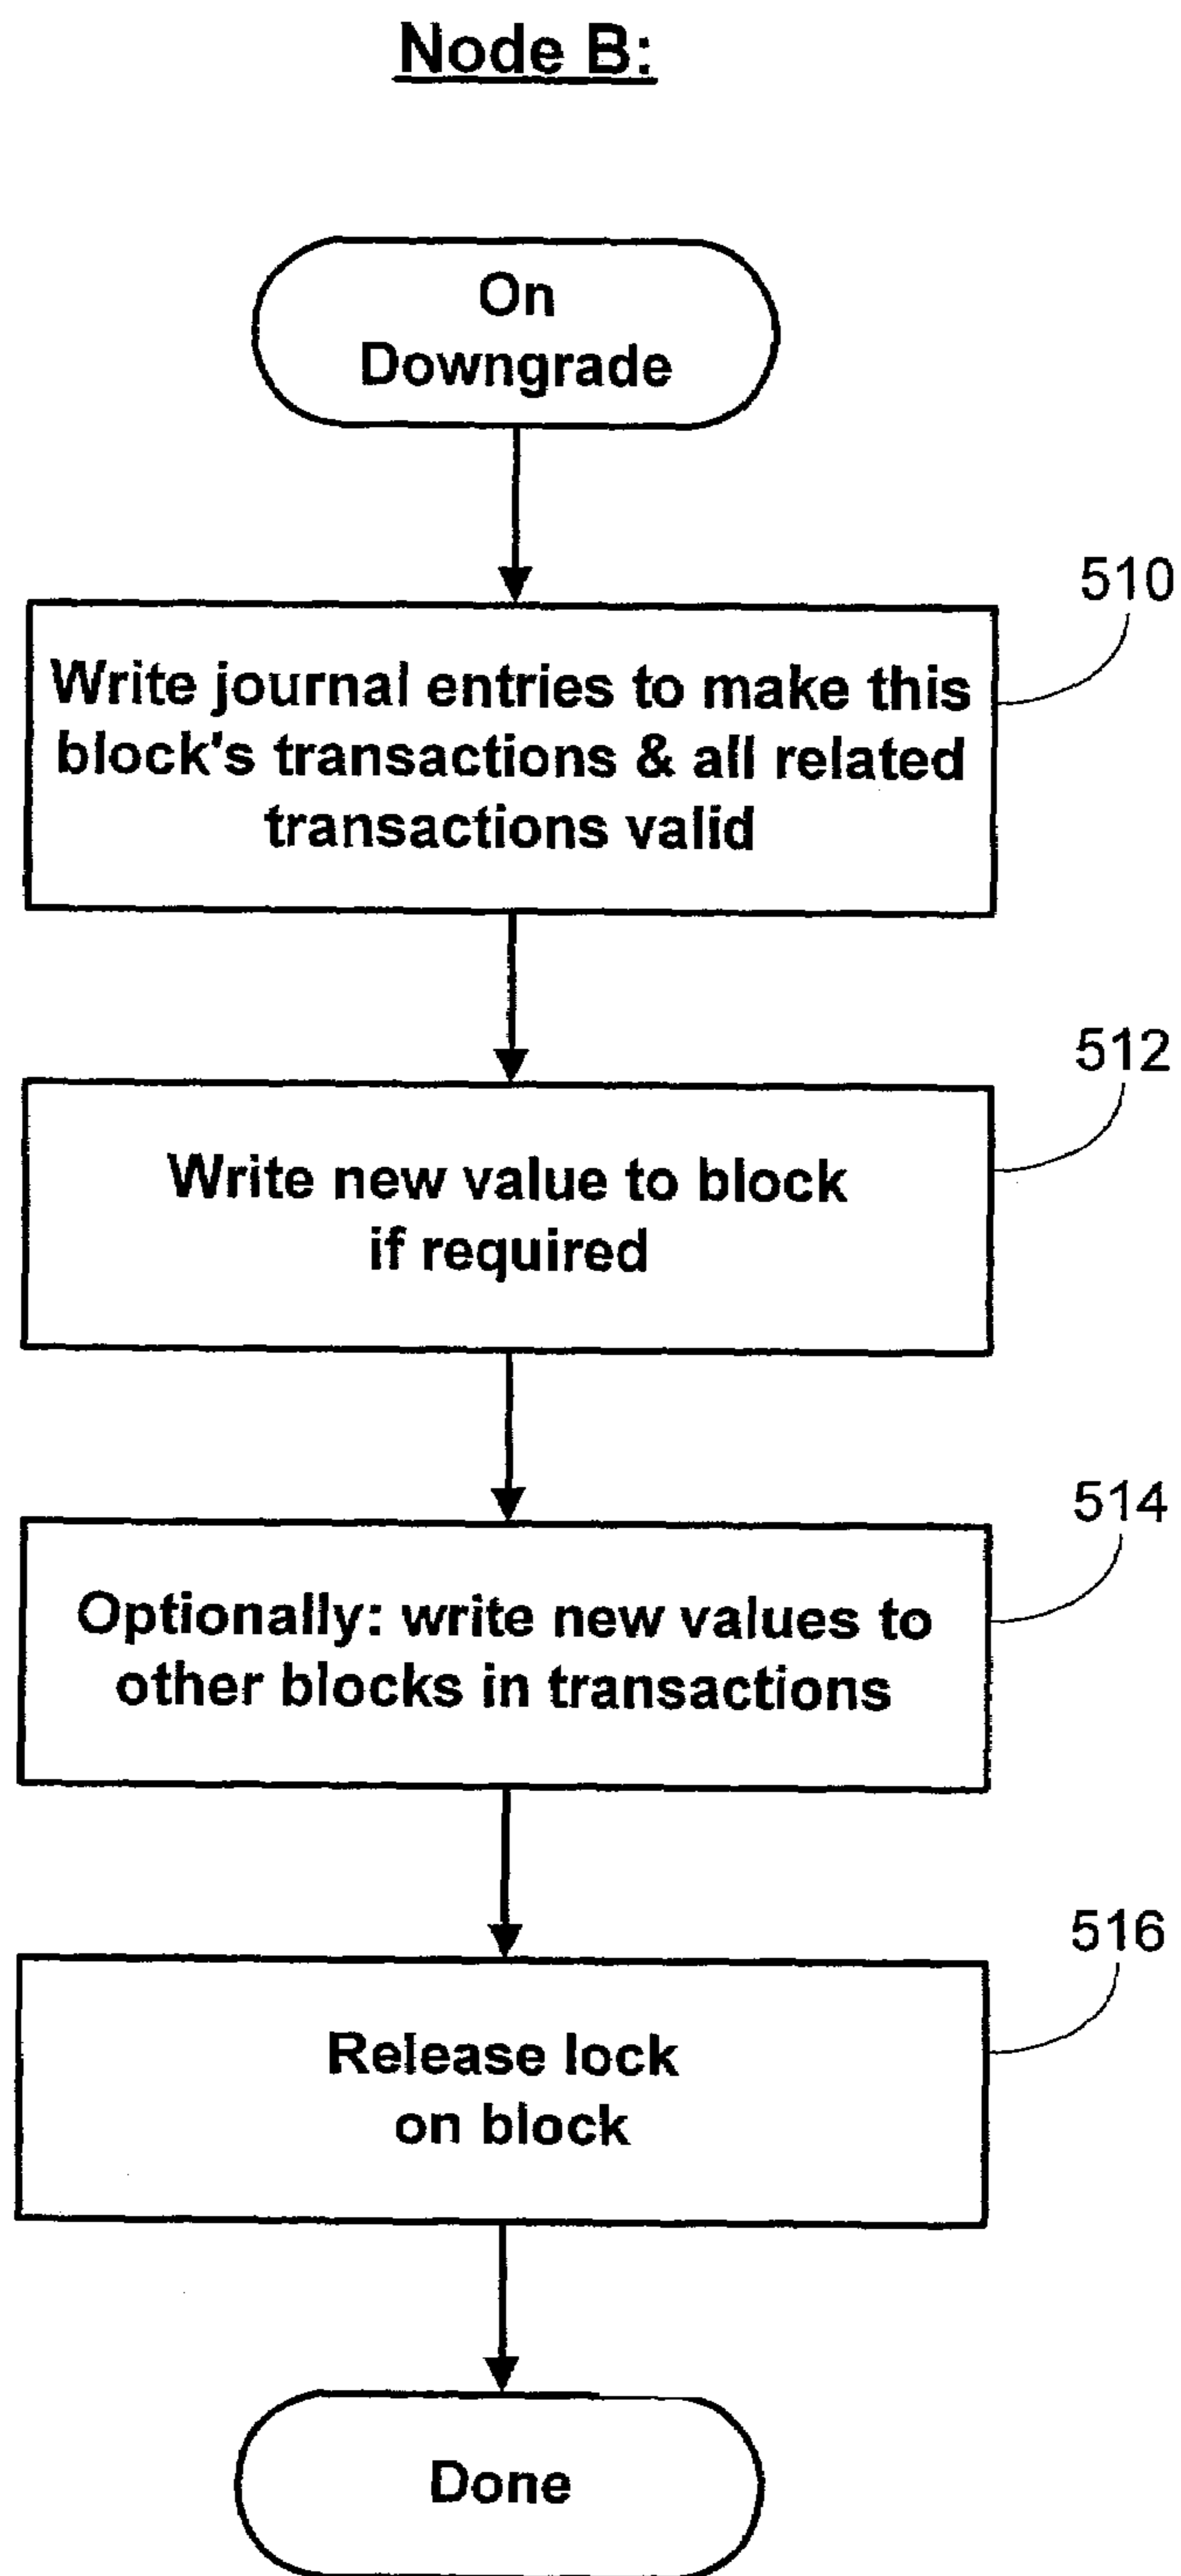 Node B:
On
Downgrade
510
Write journal entries to make this
block's transactions & all related
transactions valid
512
Write new value to block
if required
514
Optionally: write new values to
other blocks in transactions
516
Release lock
on block
Done